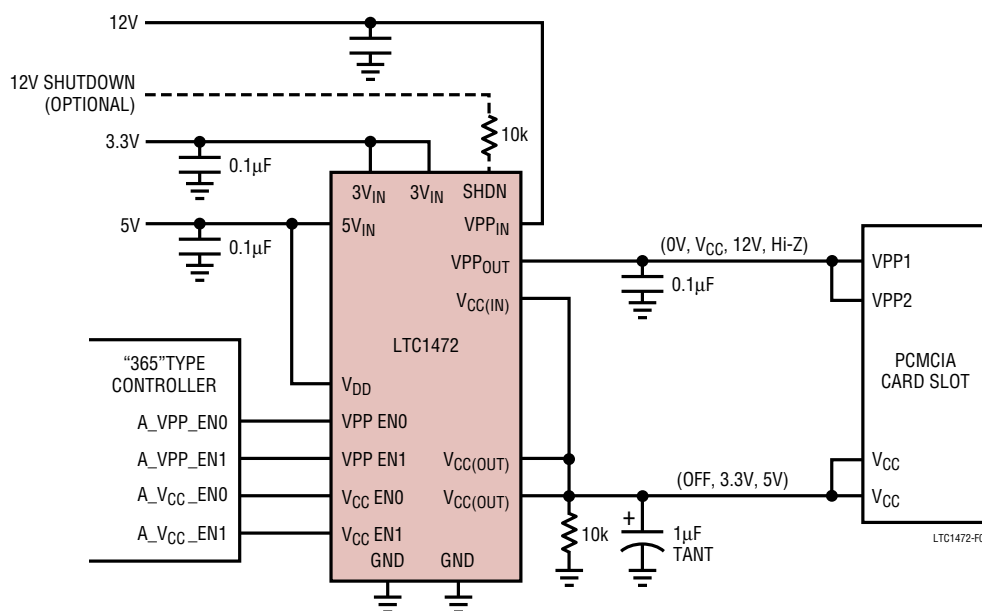 12V
12V SHUTDOWN
(OPTIONAL)
10k
3.3V
0.1µF
3VIN
3VIN
SHDN
5V
0.1µF
5VIN
VPPIN
VPPOUT
(0V, VCC, 12V, Hi-Z)
0.1µF
VPP1
VPP2
VCC(IN)
LTC1472
PCMCIA
CARD SLOT
“365”TYPE
CONTROLLER
VDD
A_VPP_EN0
VPP EN0
A_VPP_EN1
VPP EN1
VCC(OUT)
VCC
A_VCC_EN0
VCC EN0
VCC(OUT)
(OFF, 3.3V, 5V)
VCC
A_VCC_EN1
VCC EN1
10k
+
1µF
TANT
GND
GND